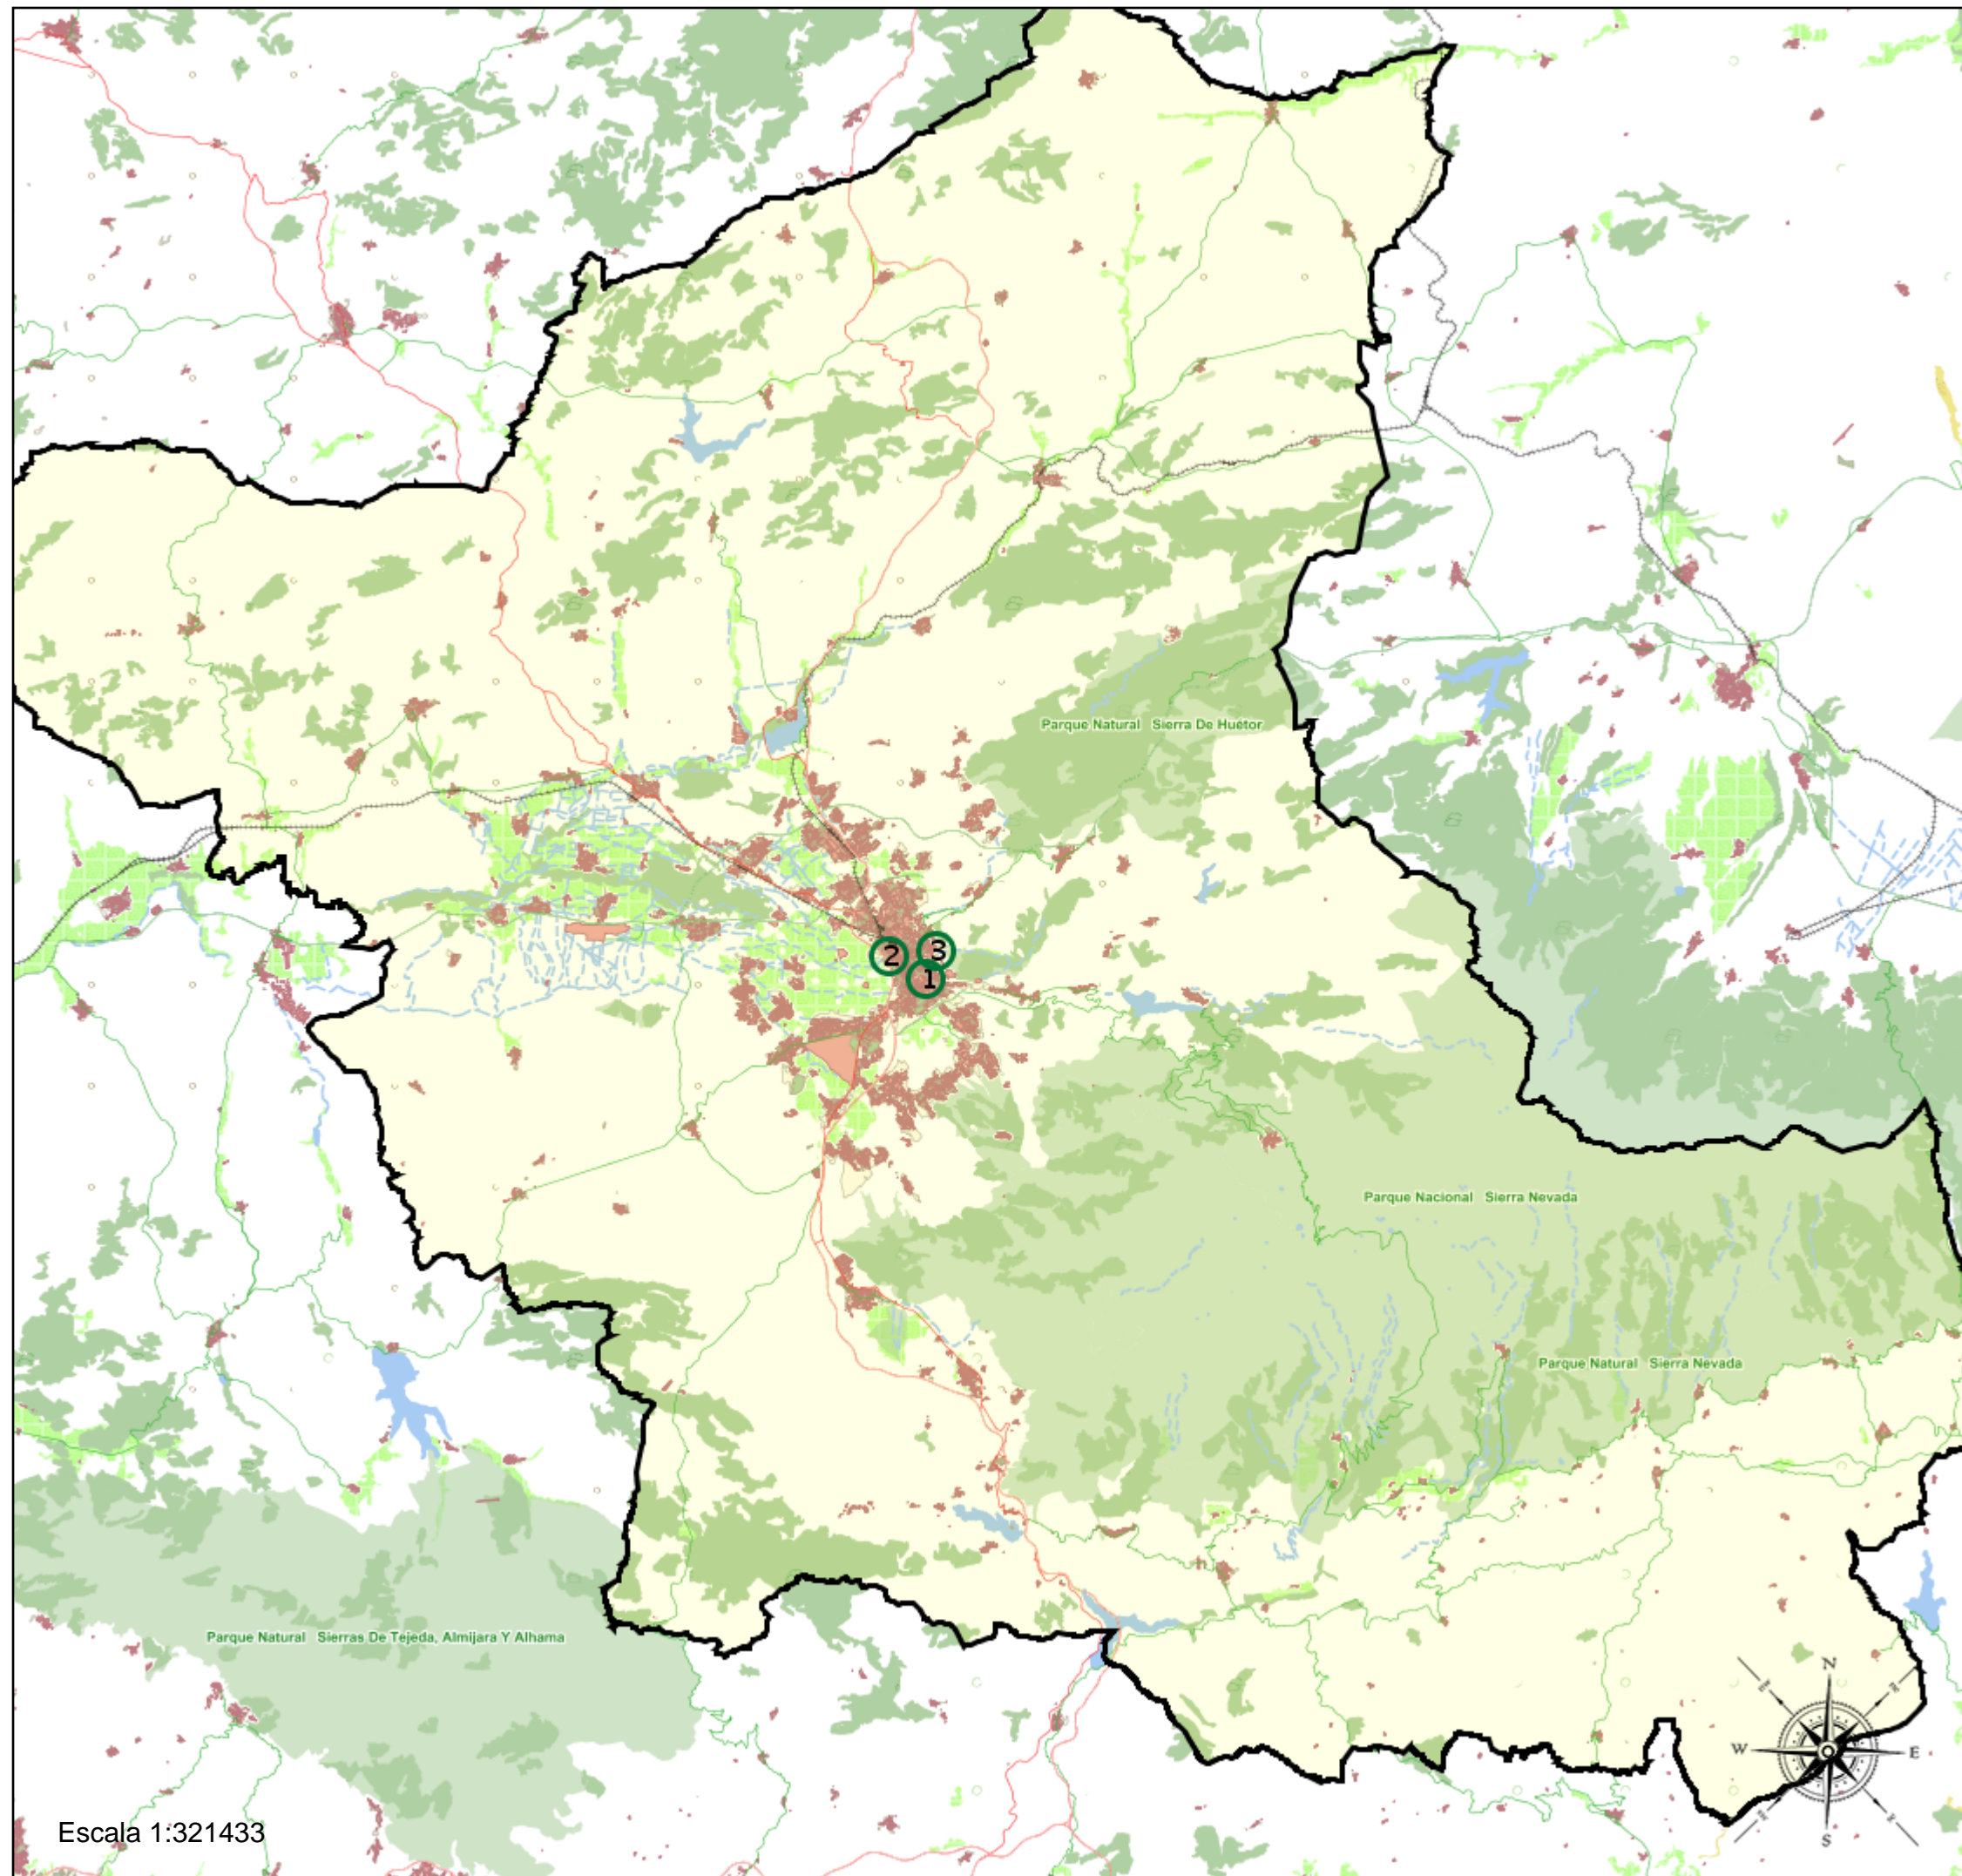 Parque Natural Sierra De Huétor
2
3
1
Parque Nacional Sierra Nevada
Parque Natural Sierra Nevada
Parque Natural Sierras De Tejeda, Almijara Y Alhama
N
W
E
S
Escala 1:321433